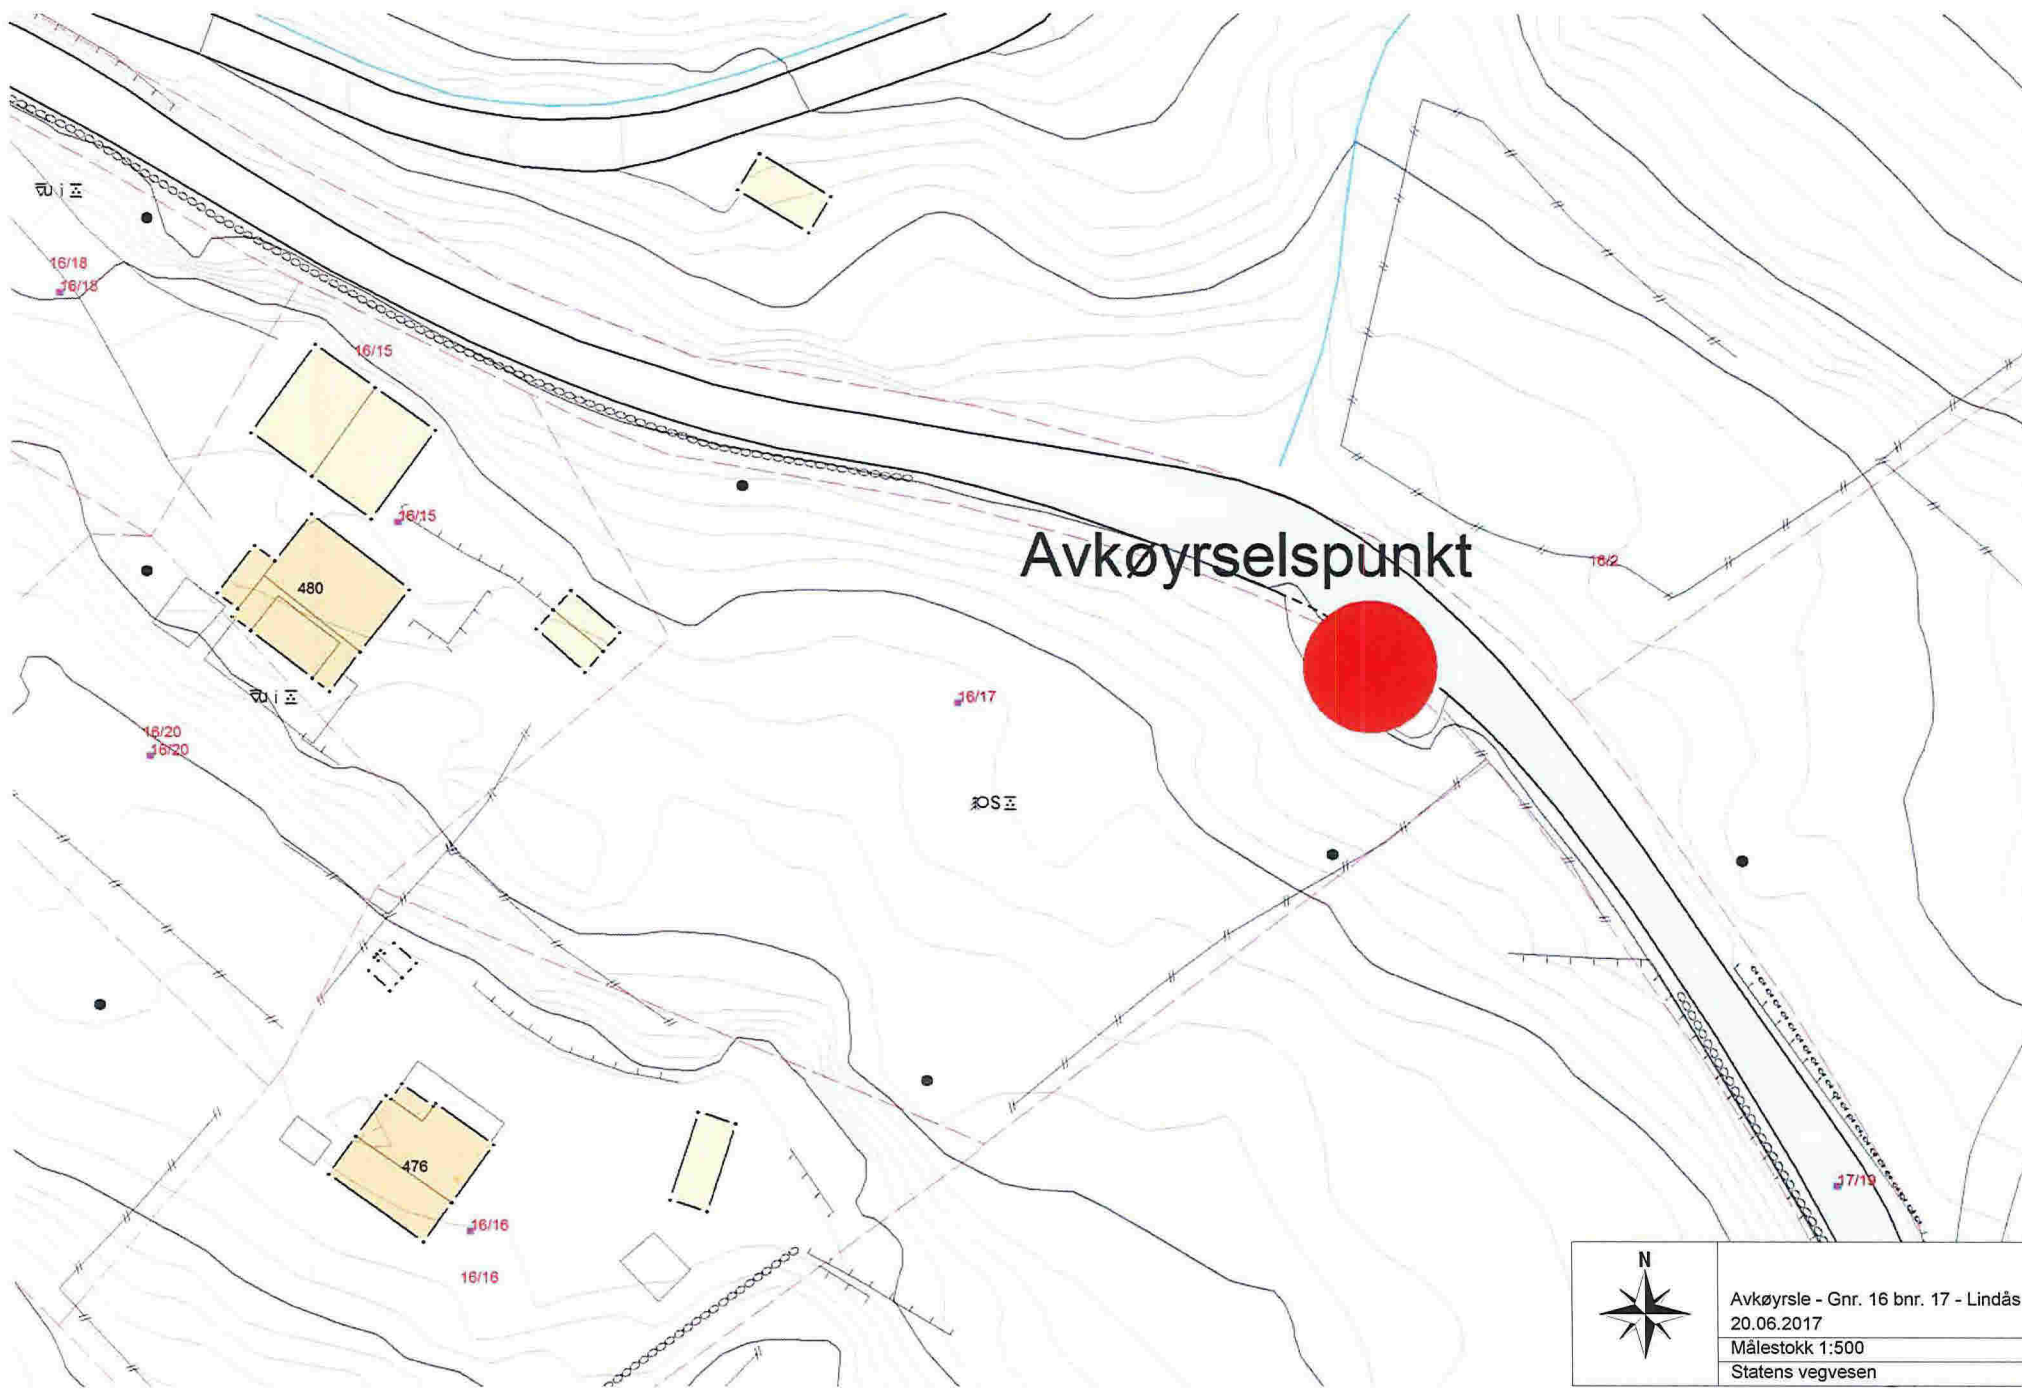 16/18
16/18
16/15
16/15
Avkøyrselspunkt
16/2
480
16/17
16/20
16/20
476
17/19
16/16
16/16
N
Avkøyrsle - Gnr. 16 bnr. 17 - Lindås
20.06.2017
Målestokk 1:500
Statens vegvesen